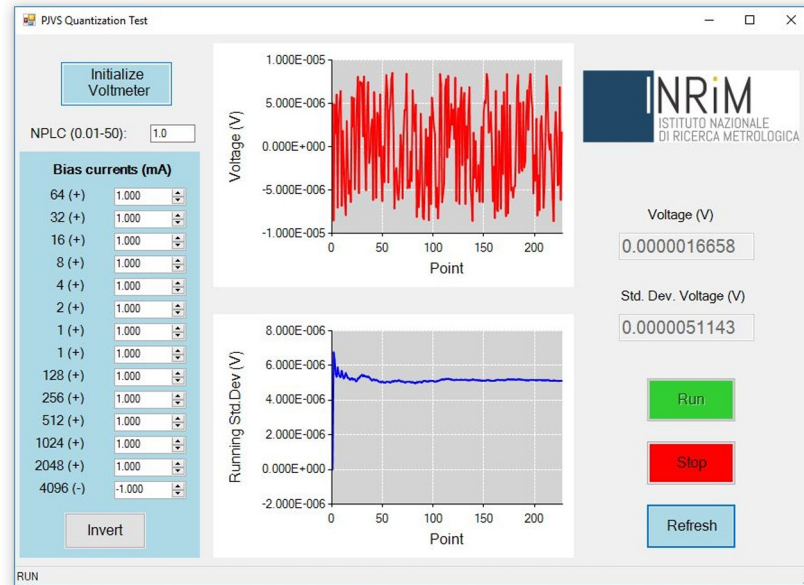 PJVS Quantization Test
Initialize
Voltmeter
NPLC (0.01-50): 1.0
Bias currents (mA)
64 (+) 1.000
32 (+) 1.000
16 (+) 1.000
8 (+) 1.000
4 (+) 1.000
2 (+) 1.000
1 (+) 1.000
1 (+) 1.000
128 (+) 1.000
256 (+) 1.000
512 (+) 1.000
1024 (+) 1.000
2048 (+) 1.000
4096 (-) -1.000
Invert
Voltage (V)
1.000E-005
5.000E-006
0.000E+000
-5.000E-006
-1.000E-005
0 50 100 150 200
Point
Running Std.Dev (V)
8.000E-006
6.000E-006
4.000E-006
2.000E-006
0.000E+000
-2.000E-006
0 50 100 150 200
Point
INRiM
ISTITUTO NAZIONALE
DI RICERCA METROLOGICA
Voltage (V)
0.0000016658
Std. Dev. Voltage (V)
0.0000051143
Run
Stop
Refresh
RUN